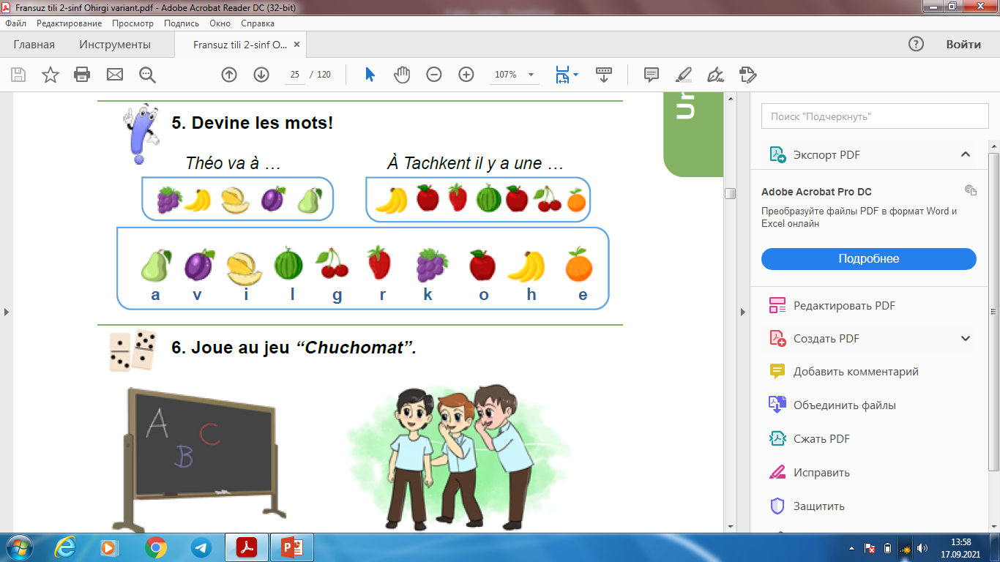 Fransuz tili 2-sinf Ohirgi variant.pdf - Adobe Acrobat Reader DC (32-bit)
Файл Редактирование Просмотр Подпись Окно Справка
Главная Инструменты Fransuz tili 2-sinf O... × Войти
25 / 120 107%
5. Devine les mots!
Théo va à … À Tachkent il y a une …
a v i l g r k o h e
6. Joue au jeu “Chuchomat”.
A C
B
Un
Поиск "Подчеркнуть"
Экспорт PDF
Adobe Acrobat Pro DC
Преобразуйте файлы PDF в формат Word и
Excel онлайн
Подробнее
Редактировать PDF
Создать PDF
Добавить комментарий
Объединить файлы
Сжать PDF
Исправить
Защитить
13:58
17.09.2021